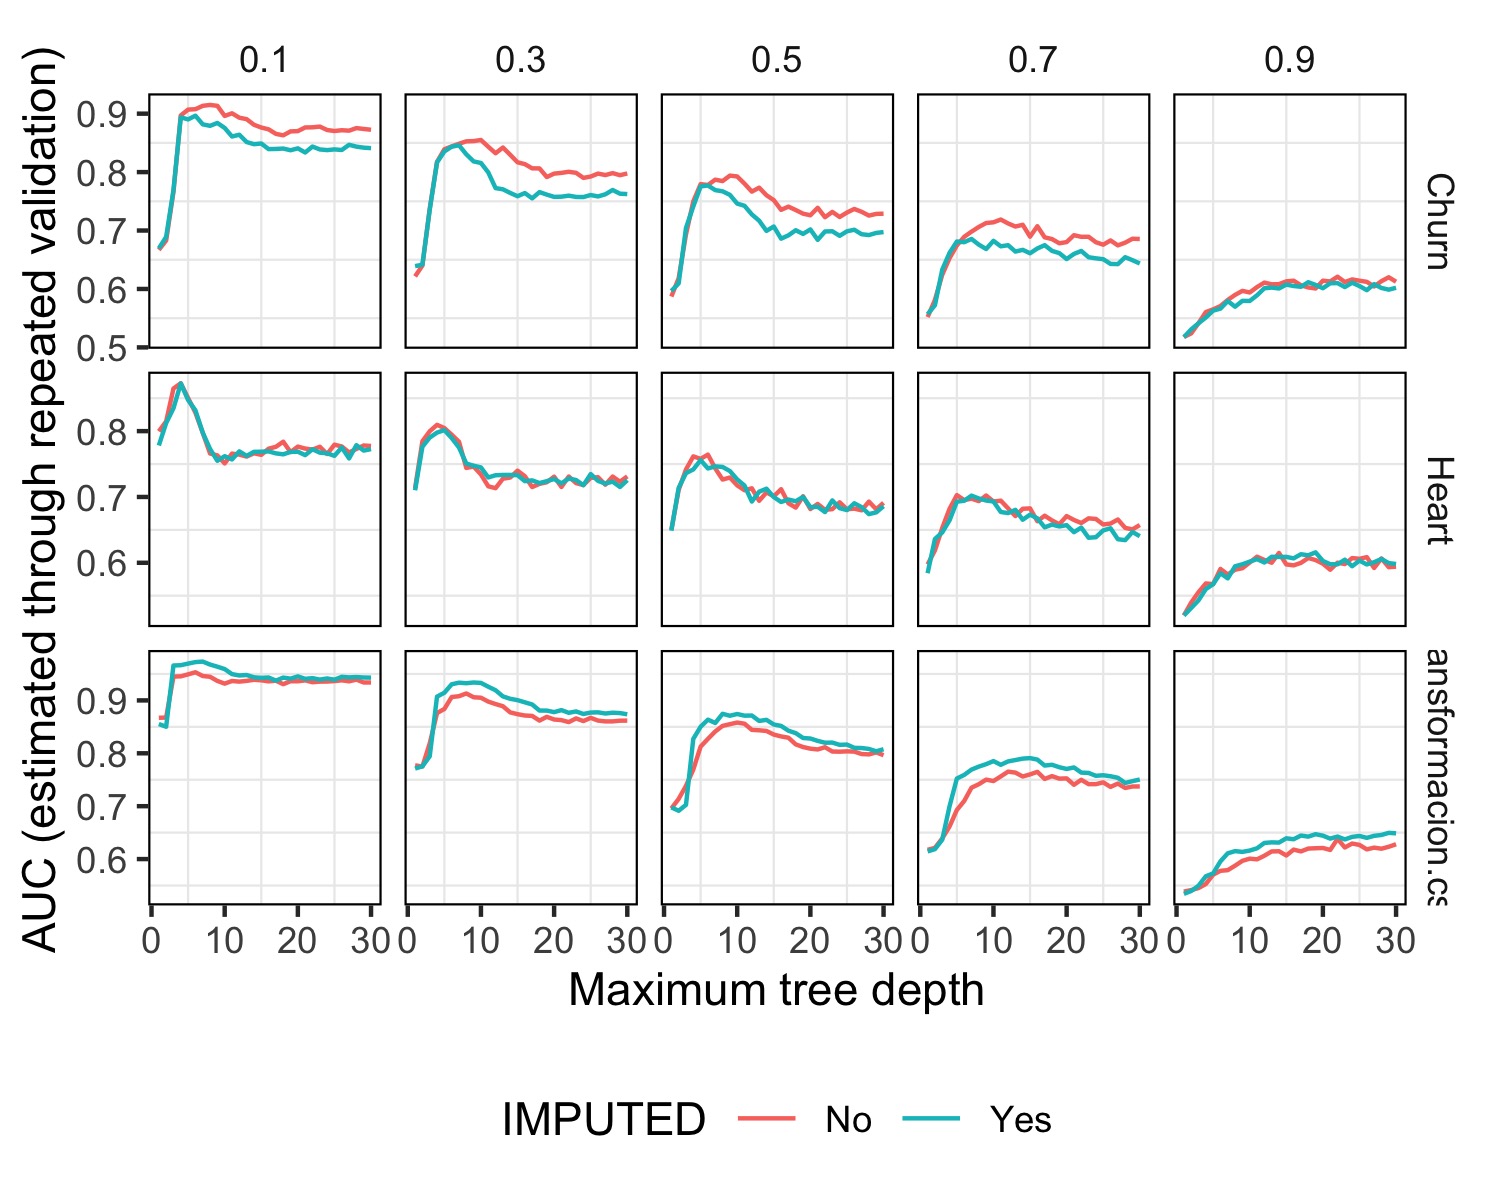 0.1 0.3 0.5 0.7 0.9
AUC (estimated through repeated validation)
0.9
0.8
0.7
0.6
0.5
Churn
0.8
0.7
0.6
Heart
0.9
0.8
0.7
0.6
ansformacion.cs
0 10 20 30 0 10 20 30 0 10 20 30 0 10 20 30 0 10 20 30
Maximum tree depth
IMPUTED No Yes